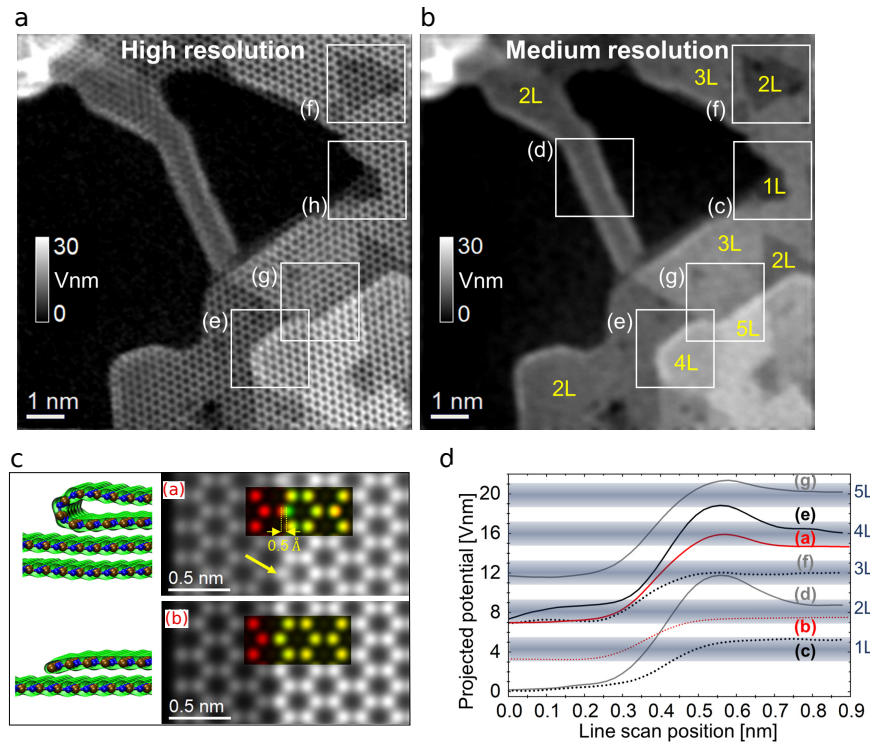 a
High resolution
(f)
(h)
(g)
(e)
30
Vnm
0
1 nm
b
Medium resolution
2L
3L
2L
(f)
(d)
1L
(c)
3L
2L
(g)
(e)
5L
4L
2L
30
Vnm
0
1 nm
c
(a)
0.5 Å
0.5 nm
(b)
0.5 nm
d
Projected potential [Vnm]
20
16
12
8
4
0
(g)
(e)
(a)
(f)
(d)
(b)
(c)
5L
4L
3L
2L
1L
0.0 0.1 0.2 0.3 0.4 0.5 0.6 0.7 0.8 0.9
Line scan position [nm]